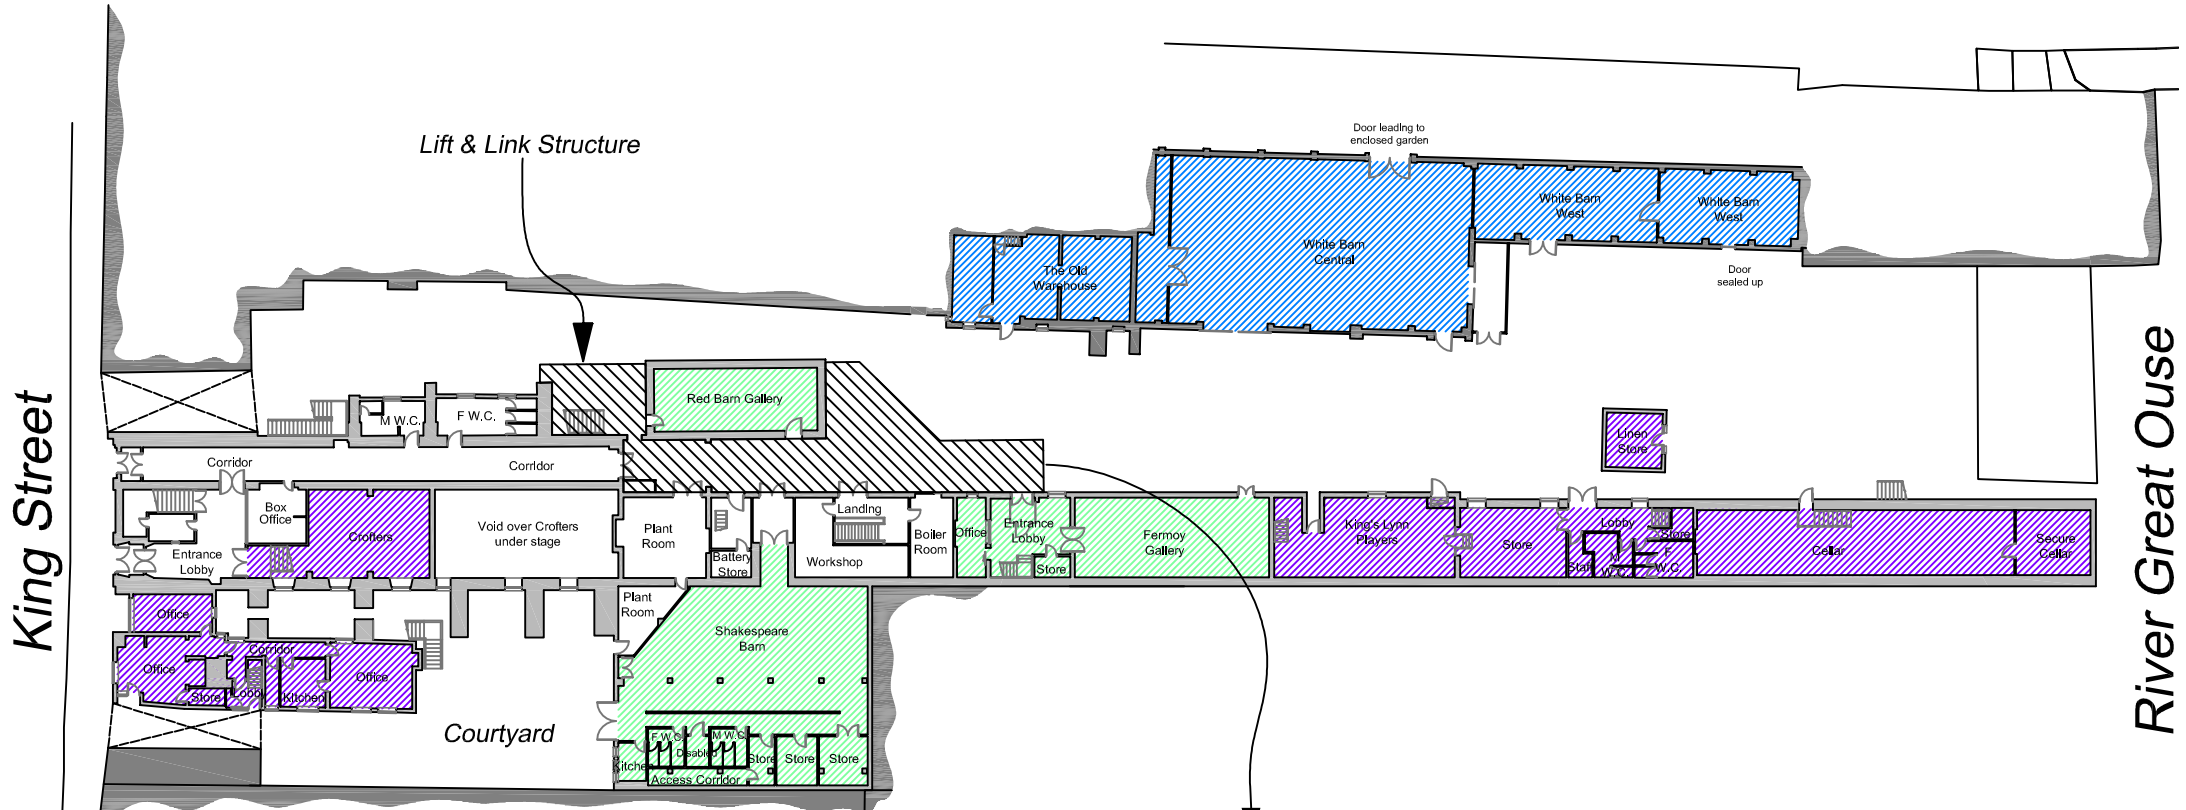 Door leading to
enclosed garden
Lift & Link Structure
White Barn
West
White Barn
West
White Barn
Central
The Old
Warehouse
Door
sealed up
King Street
River Great Ouse
Red Barn Gallery
M W.C.
F W.C.
Linen
Store
Corridor
Corridor
Box
Office
Crofters
Void over Crofters
under stage
Entrance
Lobby
Plant
Room
Battery
Store
Landing
Workshop
Boiler
Room
Office
Entrance
Lobby
Store
Fermoy
Gallery
King's Lynn
Players
Store
Lobby
Store
Staff
M
W.C.
F
W.C.
Cellar
Secure
Cellar
Plant
Room
Office
Shakespeare
Barn
Corridor
Office
Office
Store
Lobby
Kitchen
Courtyard
F W.C.
M W.C.
Disabled
Kitchen
Store
Store
Store
Access Corridor